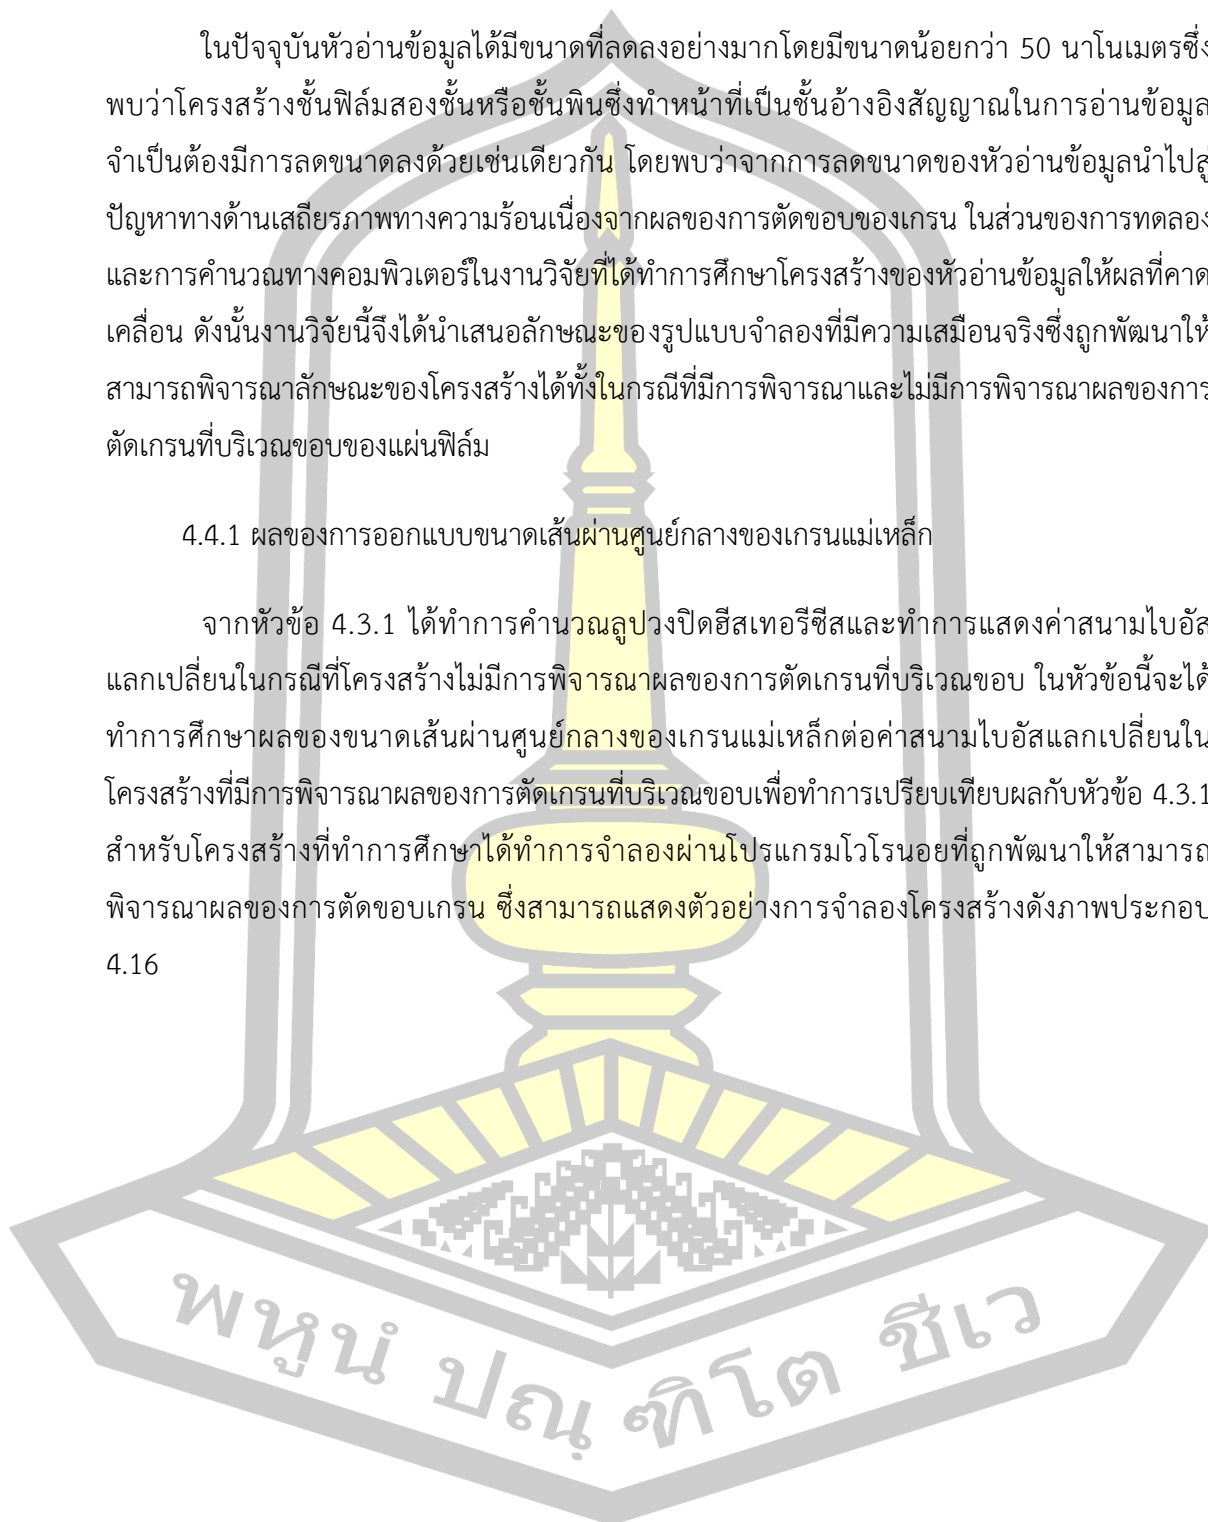 ในปัจจุบันหัวอ่านข้อมูลได้มีขนาดที่ลดลงอย่างมากโดยมีขนาดน้อยกว่า 50 นาโนเมตรซึ่ง
พบว่าโครงสร้างชั้นฟิล์มสองชั้นหรือชั้นพินซึ่งทำหน้าที่เป็นชั้นอ้างอิงสัญญาณในการอ่านข้อมูล
จำเป็นต้องมีการลดขนาดลงด้วยเช่นเดียวกัน โดยพบว่าจากการลดขนาดของหัวอ่านข้อมูลนำไปสู่
ปัญหาทางด้านเสถียรภาพทางความร้อนเนื่องจากผลของการตัดขอบของเกรน ในส่วนของการทดลอง
และการคำนวณทางคอมพิวเตอร์ในงานวิจัยที่ได้ทำการศึกษาโครงสร้างของหัวอ่านข้อมูลให้ผลที่คาด
เคลื่อน ดังนั้นงานวิจัยนี้จึงได้นำเสนอลักษณะของรูปแบบจำลองที่มีความเสมือนจริงซึ่งถูกพัฒนาให้
สามารถพิจารณาลักษณะของโครงสร้างได้ทั้งในกรณีที่มีการพิจารณาและไม่มีการพิจารณาผลของการ
ตัดเกรนที่บริเวณขอบของแผ่นฟิล์ม
4.4.1 ผลของการออกแบบขนาดเส้นผ่านศูนย์กลางของเกรนแม่เหล็ก
จากหัวข้อ 4.3.1 ได้ทำการคำนวณลูปวงปิดฮีสเทอรีซีสและทำการแสดงค่าสนามไบอัส
แลกเปลี่ยนในกรณีที่โครงสร้างไม่มีการพิจารณาผลของการตัดเกรนที่บริเวณขอบ ในหัวข้อนี้จะได้
ทำการศึกษาผลของขนาดเส้นผ่านศูนย์กลางของเกรนแม่เหล็กต่อค่าสนามไบอัสแลกเปลี่ยนใน
โครงสร้างที่มีการพิจารณาผลของการตัดเกรนที่บริเวณขอบเพื่อทำการเปรียบเทียบผลกับหัวข้อ 4.3.1
สำหรับโครงสร้างที่ทำการศึกษาได้ทำการจำลองผ่านโปรแกรมโวโรนอยที่ถูกพัฒนาให้สามารถ
พิจารณาผลของการตัดขอบเกรน ซึ่งสามารถแสดงตัวอย่างการจำลองโครงสร้างดังภาพประกอบ
4.16
พหูนํ ปณฺฑิโต ชีเว